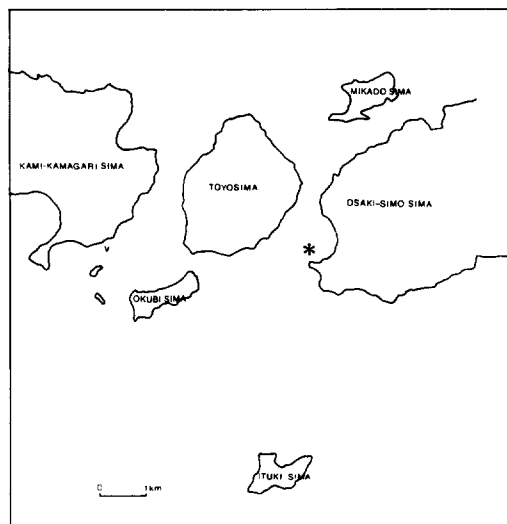 MIKADO SIMA
KAMI-KAMAGARI SIMA
TOYOSIMA
OSAKI-SIMO SIMA
*
v
OKUBI SIMA
ITUKI SIMA
0 1km